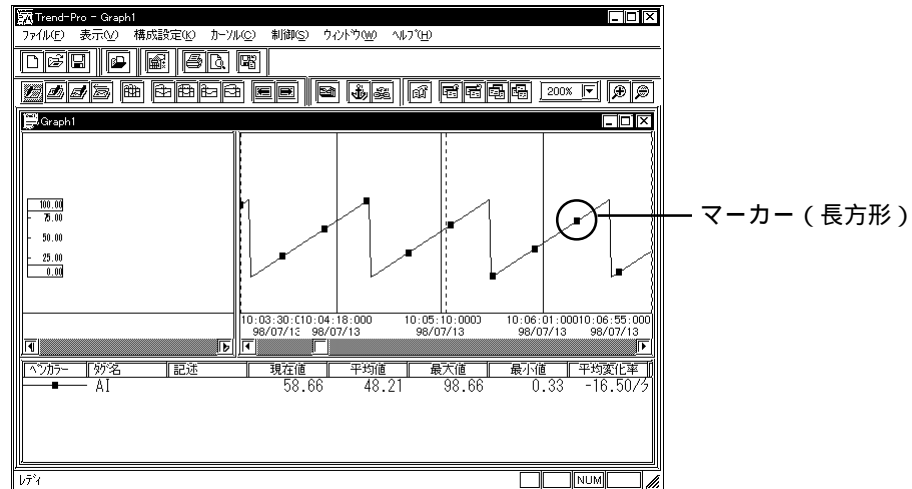 Trend-Pro - Graph1
ファイル(F) 表示(V) 構成設定(K) カーソル(C) 制御(S) ウィンドウ(W) ヘルプ(H)
200%
Graph1
100.00
75.00
50.00
25.00
0.00
マーカー（長方形）
10:04:18:000 10:05:10:000 10:06:01:000 10:06:55:000
98/07/13 98/07/13 98/07/13 98/07/13 98/07/13
ペンカラー タグ名 記述 現在値 平均値 最大値 最小値 平均変化率
AI 58.66 48.21 98.66 0.33 -16.50/分
レディ NUM